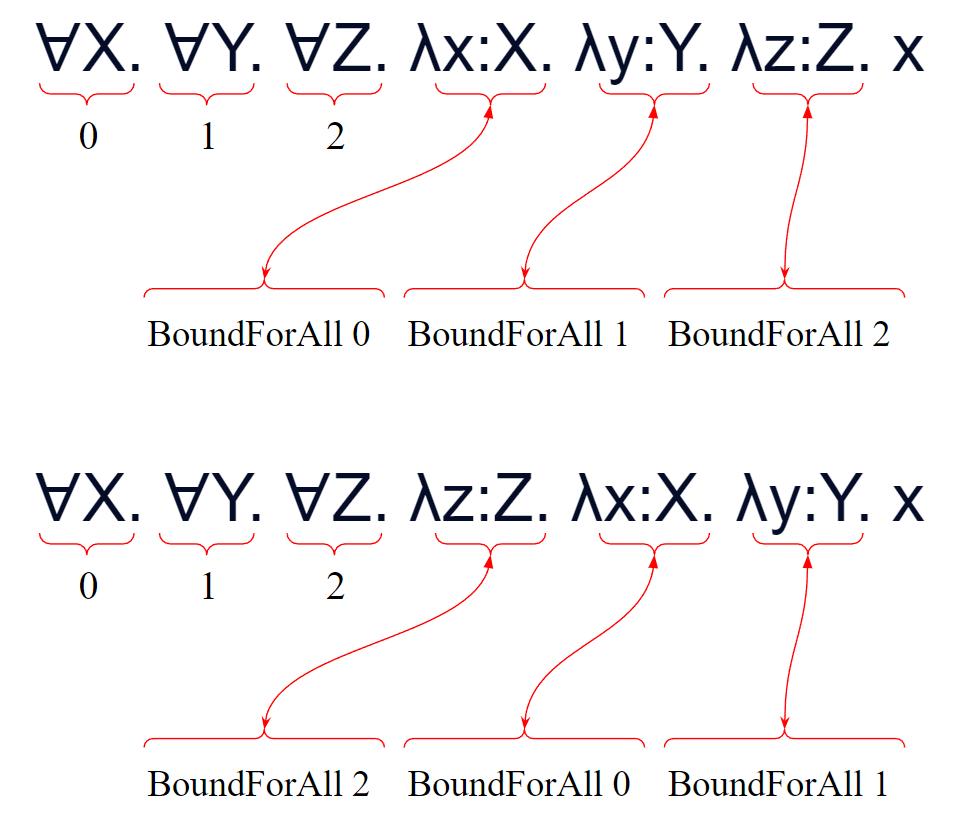 ∀X. ∀Y. ∀Z. λx:X. λy:Y. λz:Z. x
0 1 2
BoundForAll 0 BoundForAll 1 BoundForAll 2
∀X. ∀Y. ∀Z. λz:Z. λx:X. λy:Y. x
0 1 2
BoundForAll 2 BoundForAll 0 BoundForAll 1